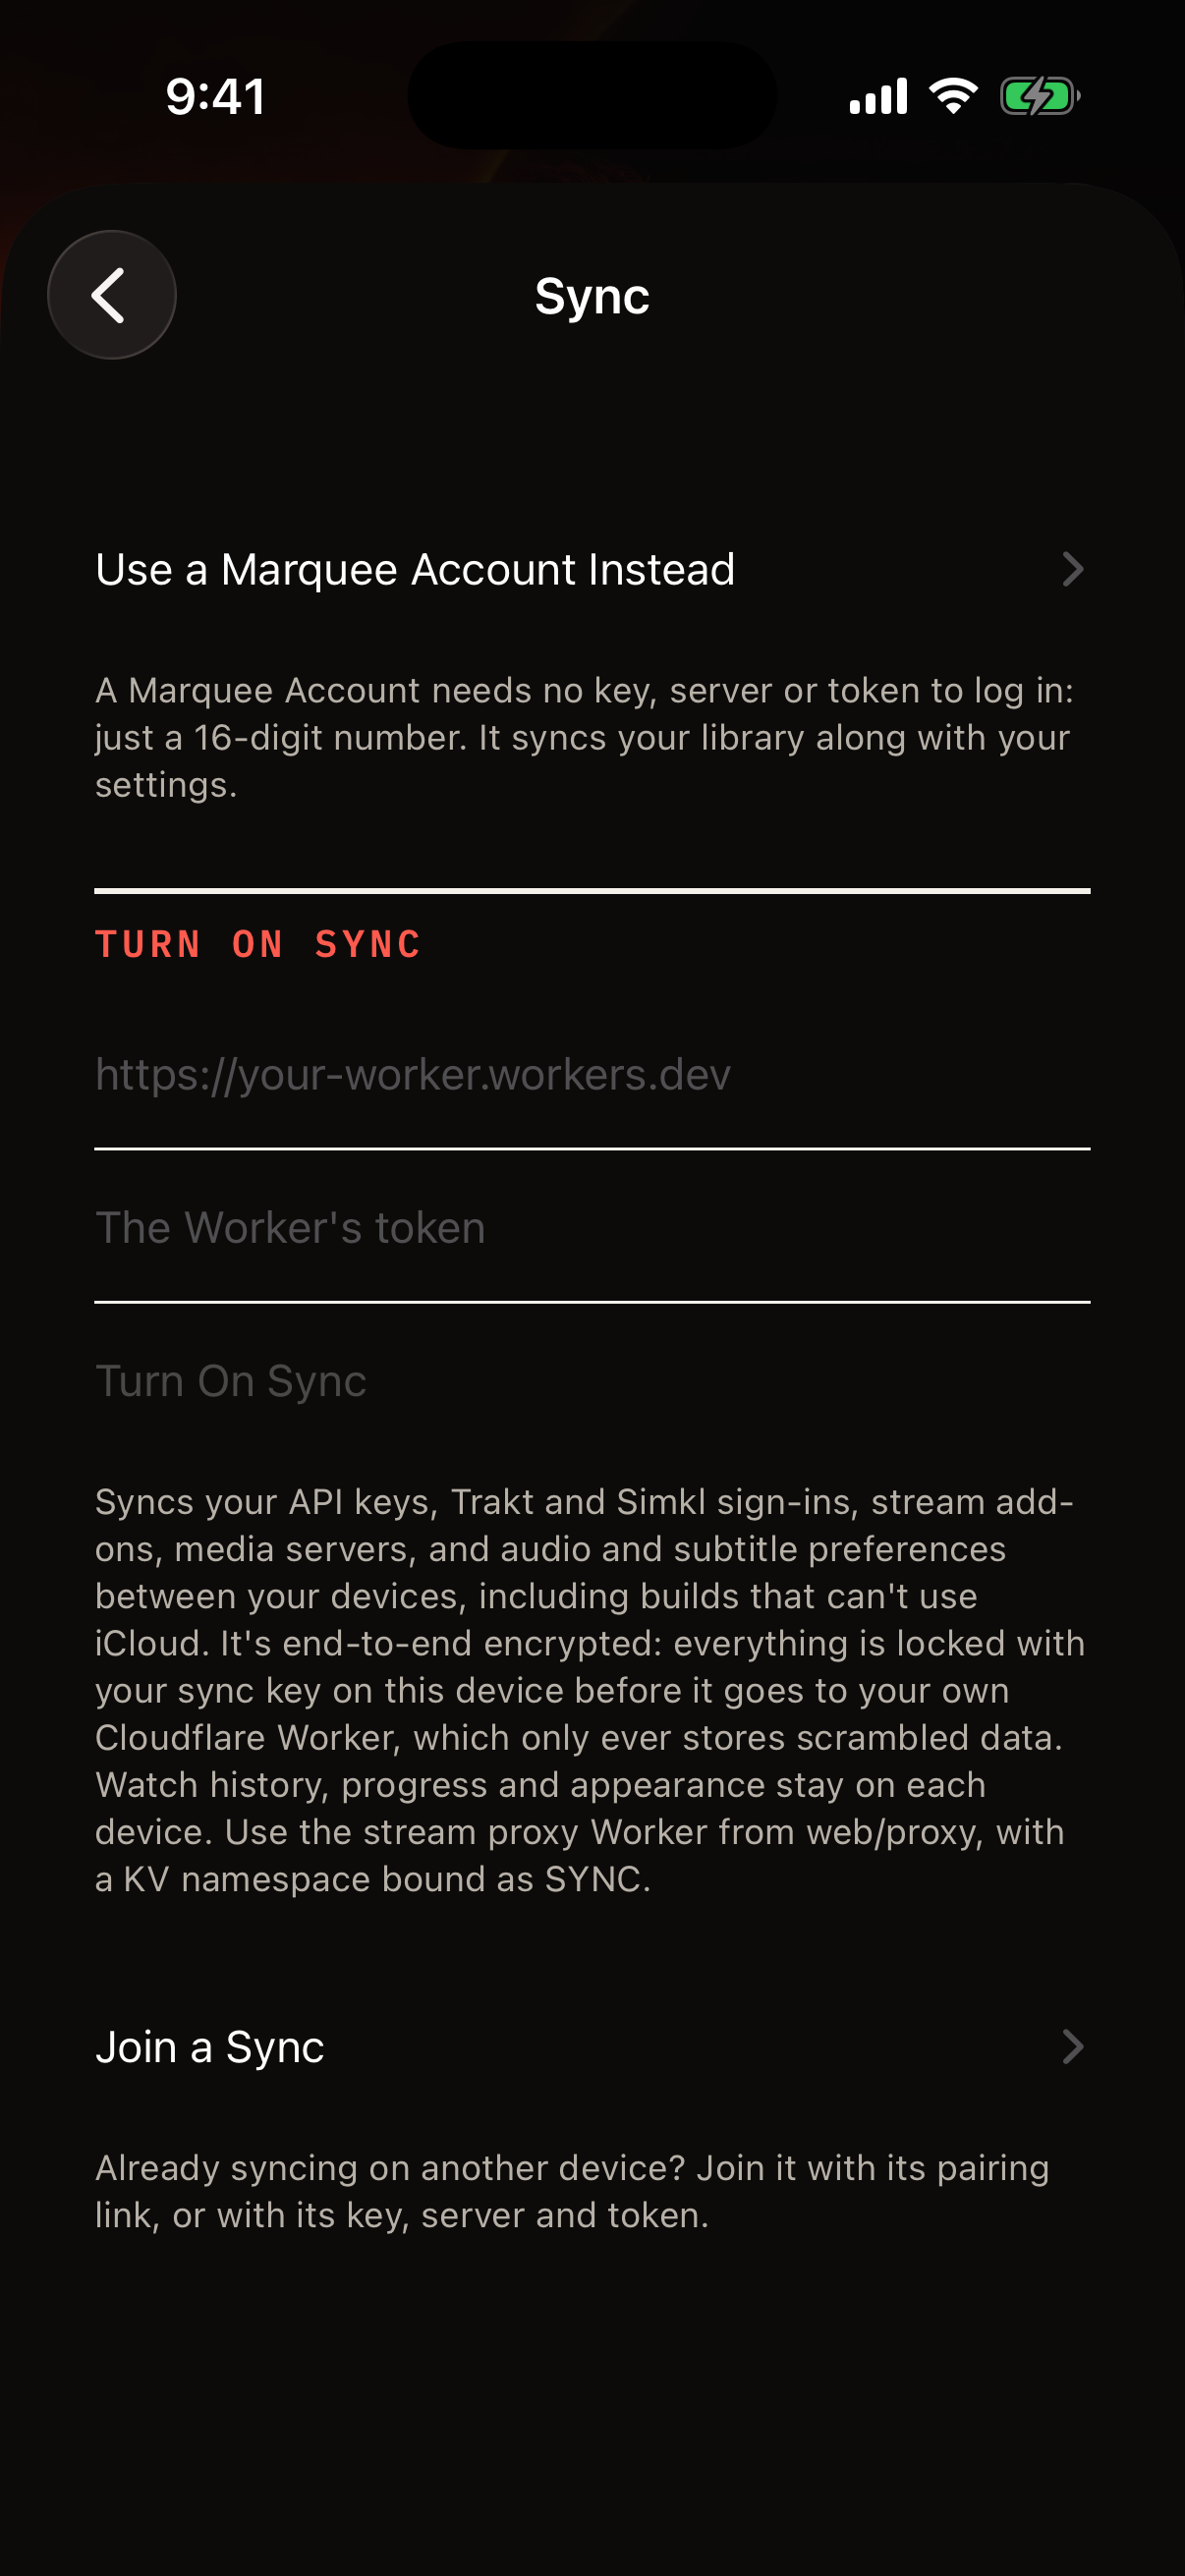 9:41
Sync
Use a Marquee Account Instead
A Marquee Account needs no key, server or token to log in:
just a 16-digit number. It syncs your library along with your
settings.
TURN ON SYNC
https://your-worker.workers.dev
The Worker's token
Turn On Sync
Syncs your API keys, Trakt and Simkl sign-ins, stream add-
ons, media servers, and audio and subtitle preferences
between your devices, including builds that can't use
iCloud. It's end-to-end encrypted: everything is locked with
your sync key on this device before it goes to your own
Cloudflare Worker, which only ever stores scrambled data.
Watch history, progress and appearance stay on each
device. Use the stream proxy Worker from web/proxy, with
a KV namespace bound as SYNC.
Join a Sync
Already syncing on another device? Join it with its pairing
link, or with its key, server and token.